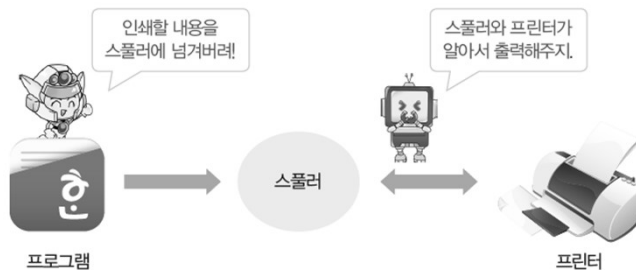 인쇄할 내용을
스풀러에 넘겨버려!
스풀러와 프린터가
알아서 출력해주지.
스풀러
프로그램
프린터